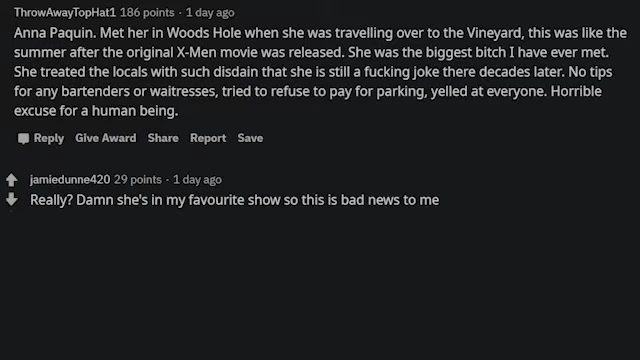 ThrowAwayTopHat1 186 points · 1 day ago
Anna Paquin. Met her in Woods Hole when she was travelling over to the Vineyard, this was like the
summer after the original X-Men movie was released. She was the biggest bitch I have ever met.
She treated the locals with such disdain that she is still a fucking joke there decades later. No tips
for any bartenders or waitresses, tried to refuse to pay for parking, yelled at everyone. Horrible
excuse for a human being.
Reply Give Award Share Report Save
jamiedunne420 29 points · 1 day ago
Really? Damn she's in my favourite show so this is bad news to me